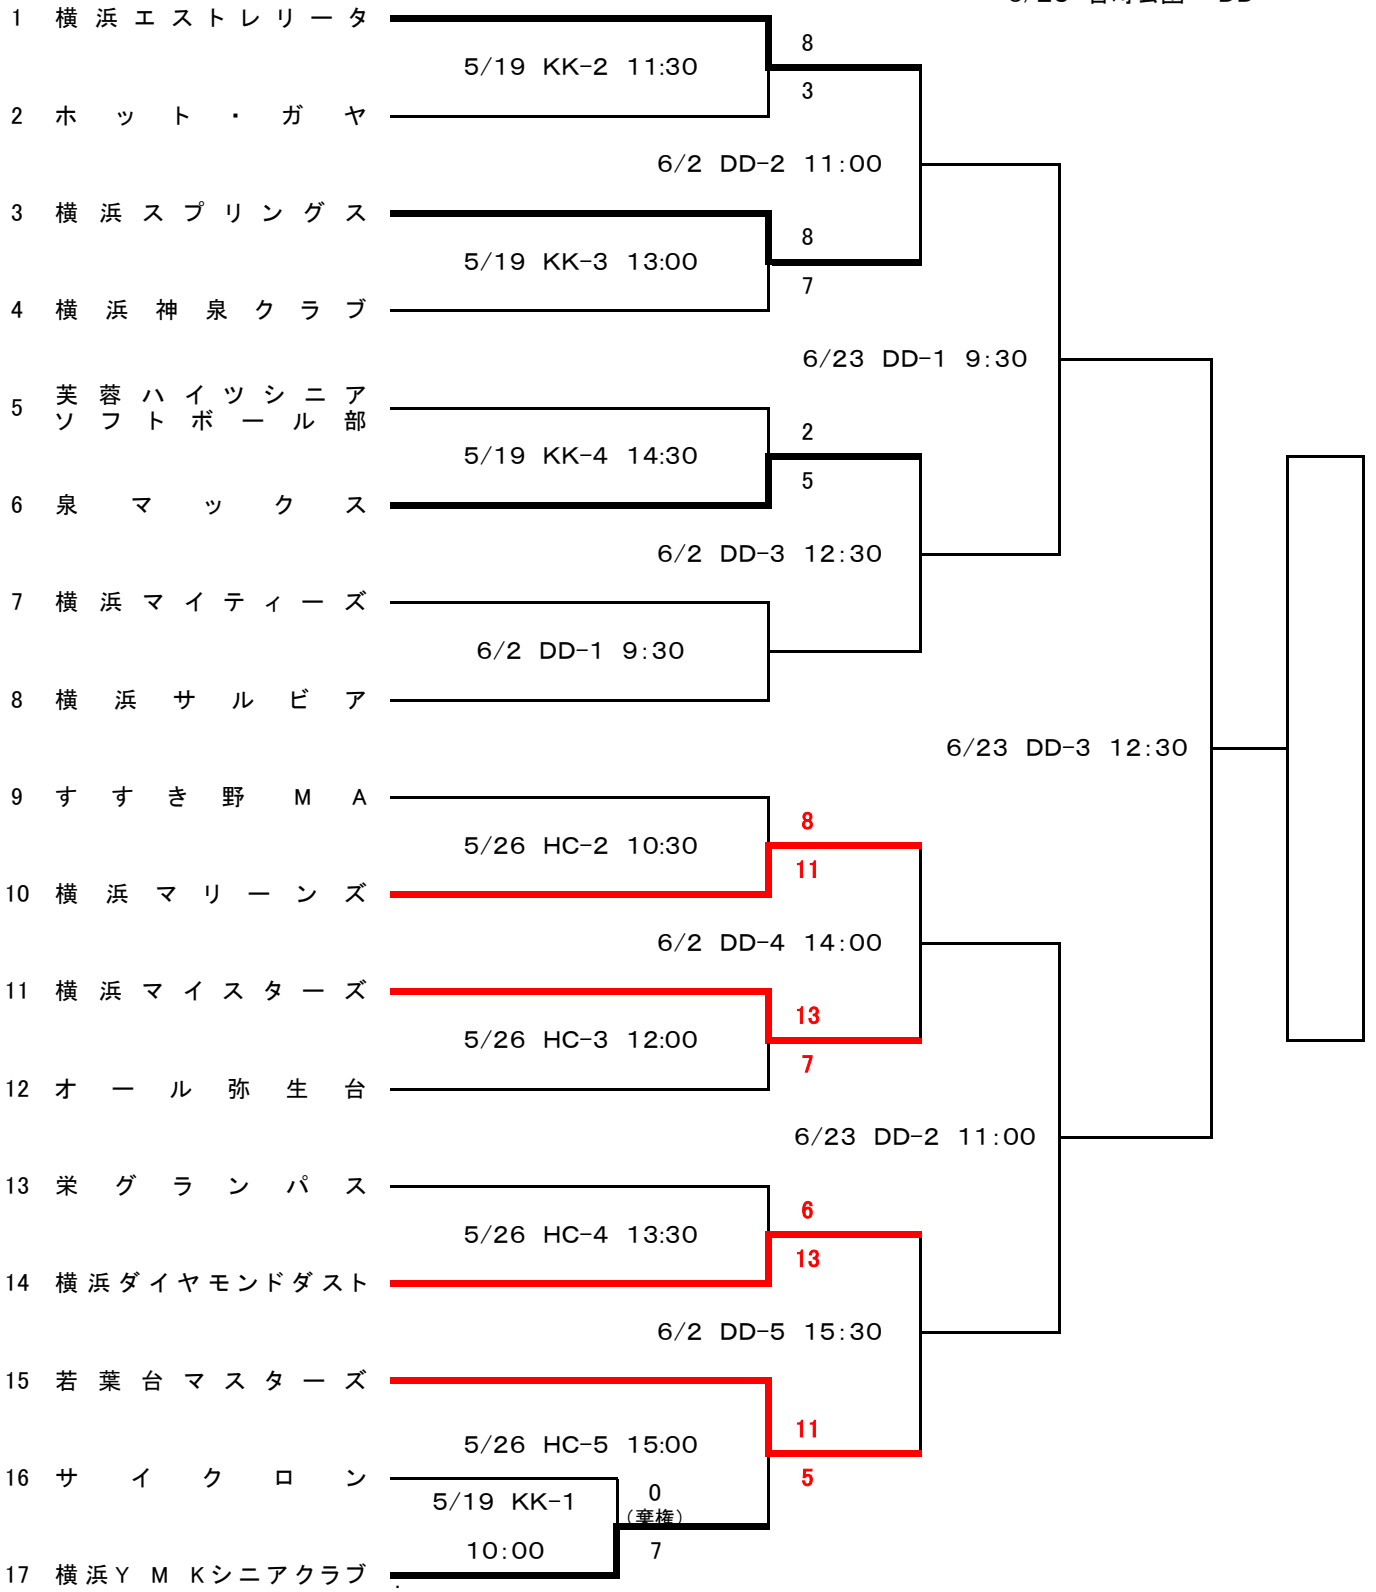 1 横浜エストレリータ
8
5/19 KK-2 11:30
3
2 ホット・ガヤ
6/2 DD-2 11:00
3 横浜スプリングス
8
5/19 KK-3 13:00
7
4 横浜神泉クラブ
6/23 DD-1 9:30
5 芙蓉ハイツシニア
ソフトボール部
2
5/19 KK-4 14:30
5
6 泉マックス
6/2 DD-3 12:30
7 横浜マイティーズ
6/2 DD-1 9:30
8 横浜サルビア
6/23 DD-3 12:30
9 すすき野MA
8
5/26 HC-2 10:30
11
10 横浜マリーンズ
6/2 DD-4 14:00
11 横浜マイスターズ
13
5/26 HC-3 12:00
7
12 オール弥生台
6/23 DD-2 11:00
13 栄グランパス
6
5/26 HC-4 13:30
13
14 横浜ダイヤモンドダスト
6/2 DD-5 15:30
15 若葉台マスターズ
11
5/26 HC-5 15:00
5
16 サイクロン
5/19 KK-1
0
(棄権)
10:00
7
17 横浜YMKシニアクラブ